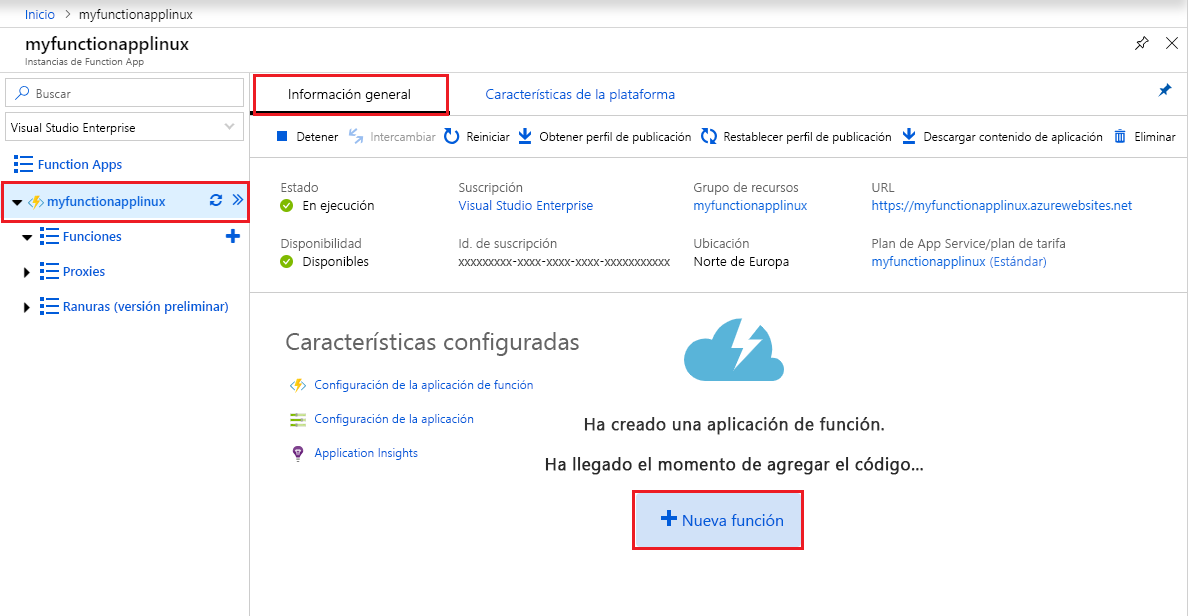 Inicio > myfunctionapplinux
myfunctionapplinux
Instancias de Function App
Buscar
Visual Studio Enterprise
Function Apps
myfunctionapplinux
Funciones
Proxies
Ranuras (versión preliminar)
Información general
Características de la plataforma
Detener Intercambiar Reiniciar Obtener perfil de publicación Restablecer perfil de publicación Descargar contenido de aplicación Eliminar
Estado Suscripción Grupo de recursos URL
En ejecución Visual Studio Enterprise myfunctionapplinux https://myfunctionapplinux.azurewebsites.net
Disponibilidad Id. de suscripción Ubicación Plan de App Service/plan de tarifa
Disponibles xxxxxxxxx-xxxx-xxxx-xxxx-xxxxxxxxxxx Norte de Europa myfunctionapplinux (Estándar)
Características configuradas
Configuración de la aplicación de función
Configuración de la aplicación
Application Insights
Ha creado una aplicación de función.
Ha llegado el momento de agregar el código...
Nueva función